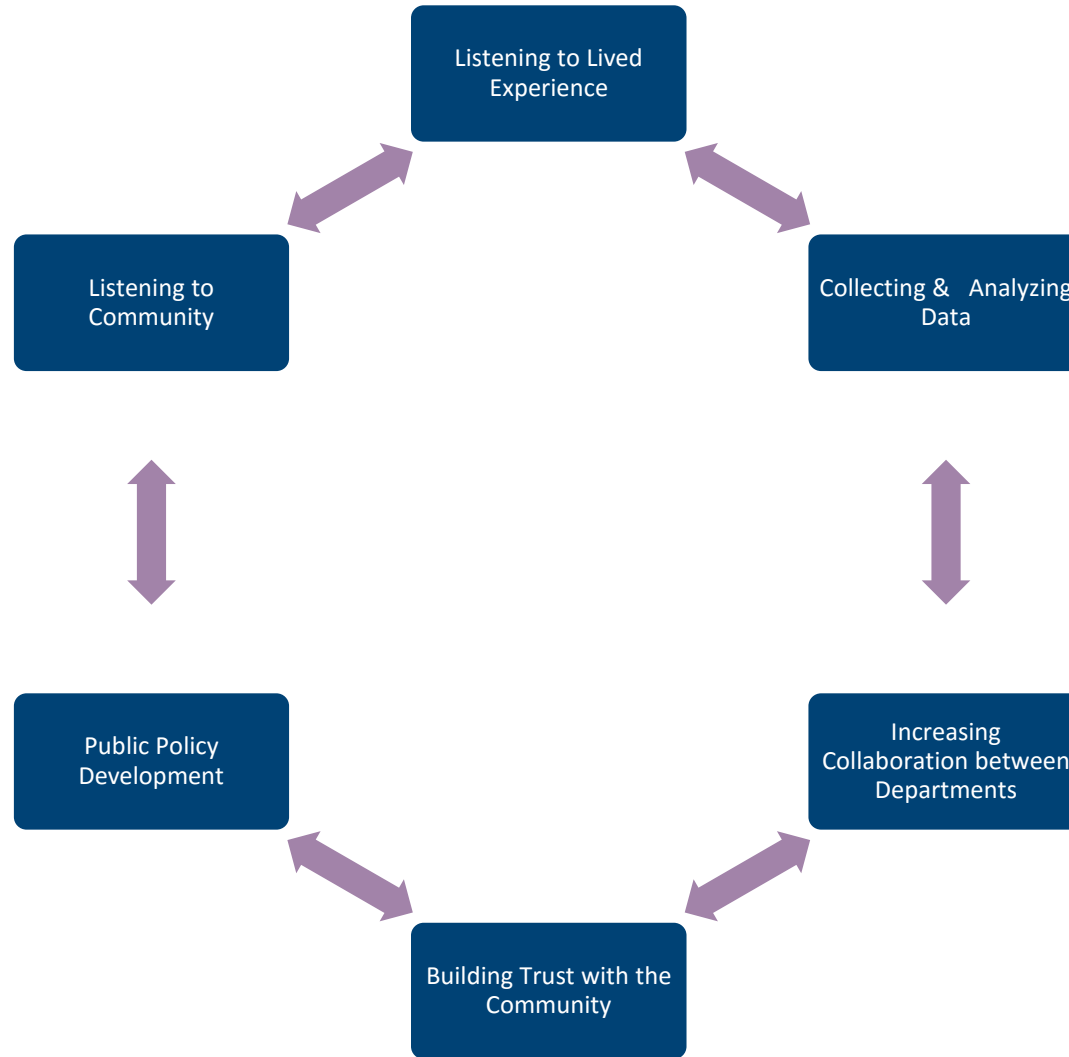 Listening to Lived
Experience
Listening to
Community
Collecting &   Analyzing
Data
Public Policy
Development
Increasing
Collaboration between
Departments
Building Trust with the
Community